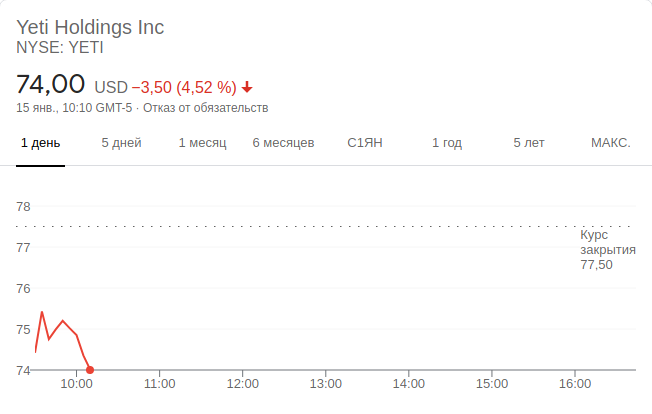 Yeti Holdings Inc
NYSE: YETI
74,00 USD −3,50 (4,52 %)
15 янв., 10:10 GMT-5 · Отказ от обязательств
1 день 5 дней 1 месяц 6 месяцев С1ЯН 1 год 5 лет МАКС.
78
Курс
77 закрытия
77,50
76
75
74
10:00 11:00 12:00 13:00 14:00 15:00 16:00